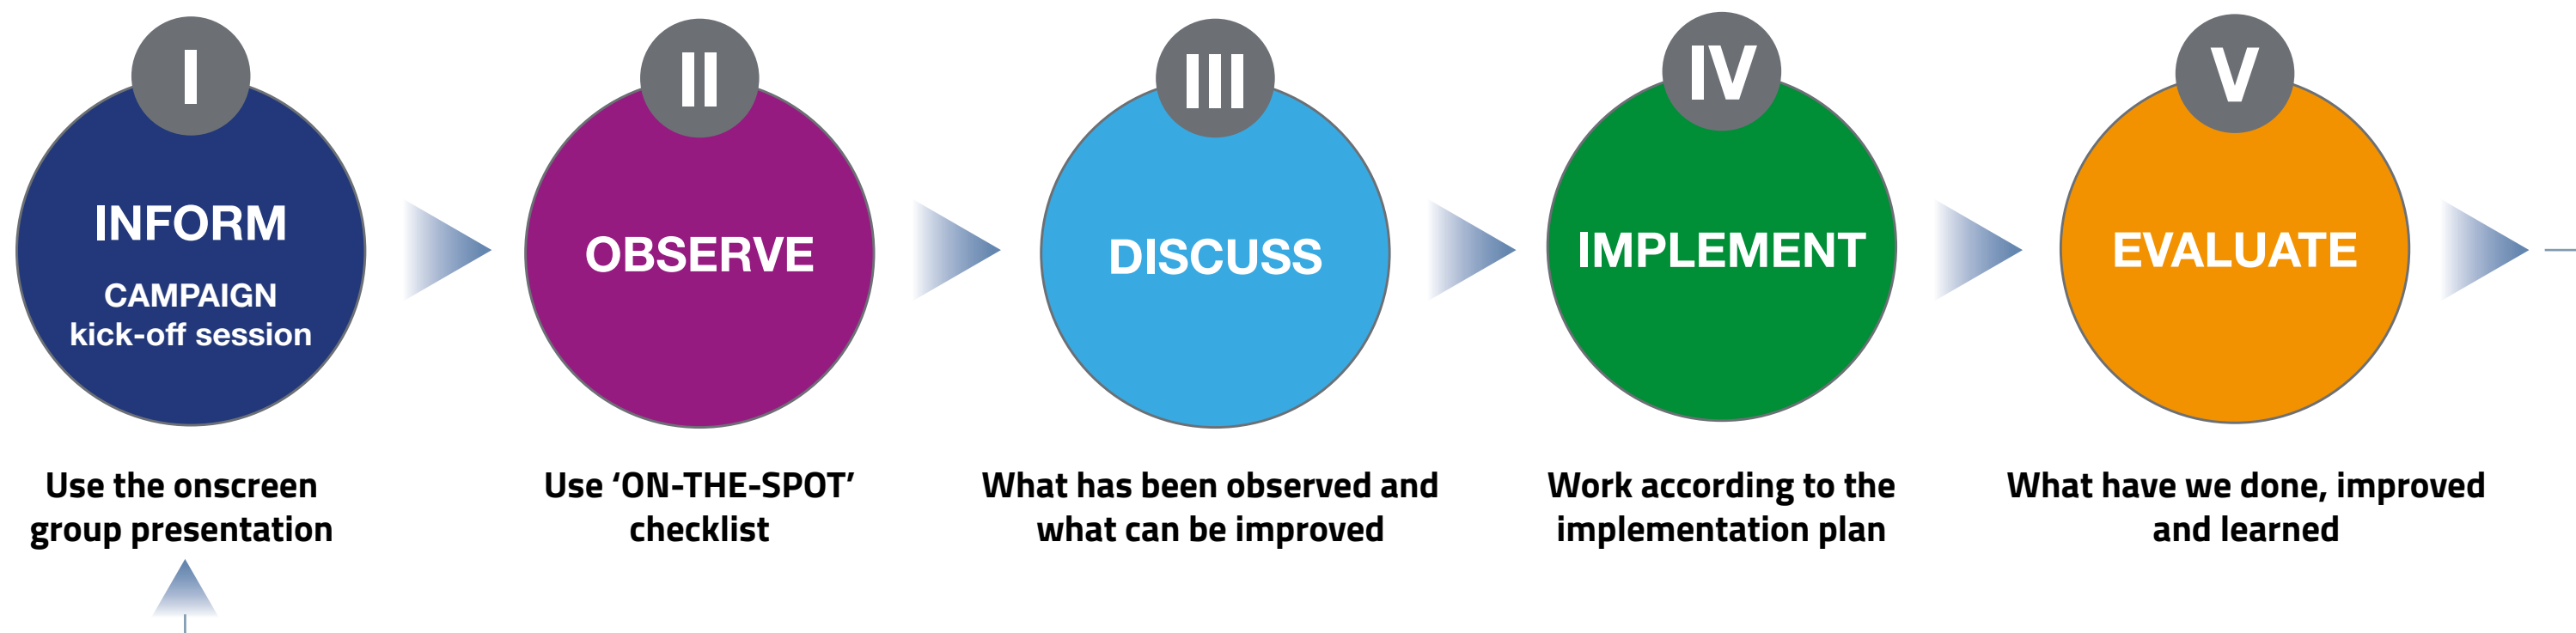 I
INFORM
CAMPAIGN
kick-off session
Use the onscreen
group presentation
II
OBSERVE
Use ‘ON-THE-SPOT’
checklist
III
DISCUSS
What has been observed and
what can be improved
IV
IMPLEMENT
Work according to the
implementation plan
V
EVALUATE
What have we done, improved
and learned